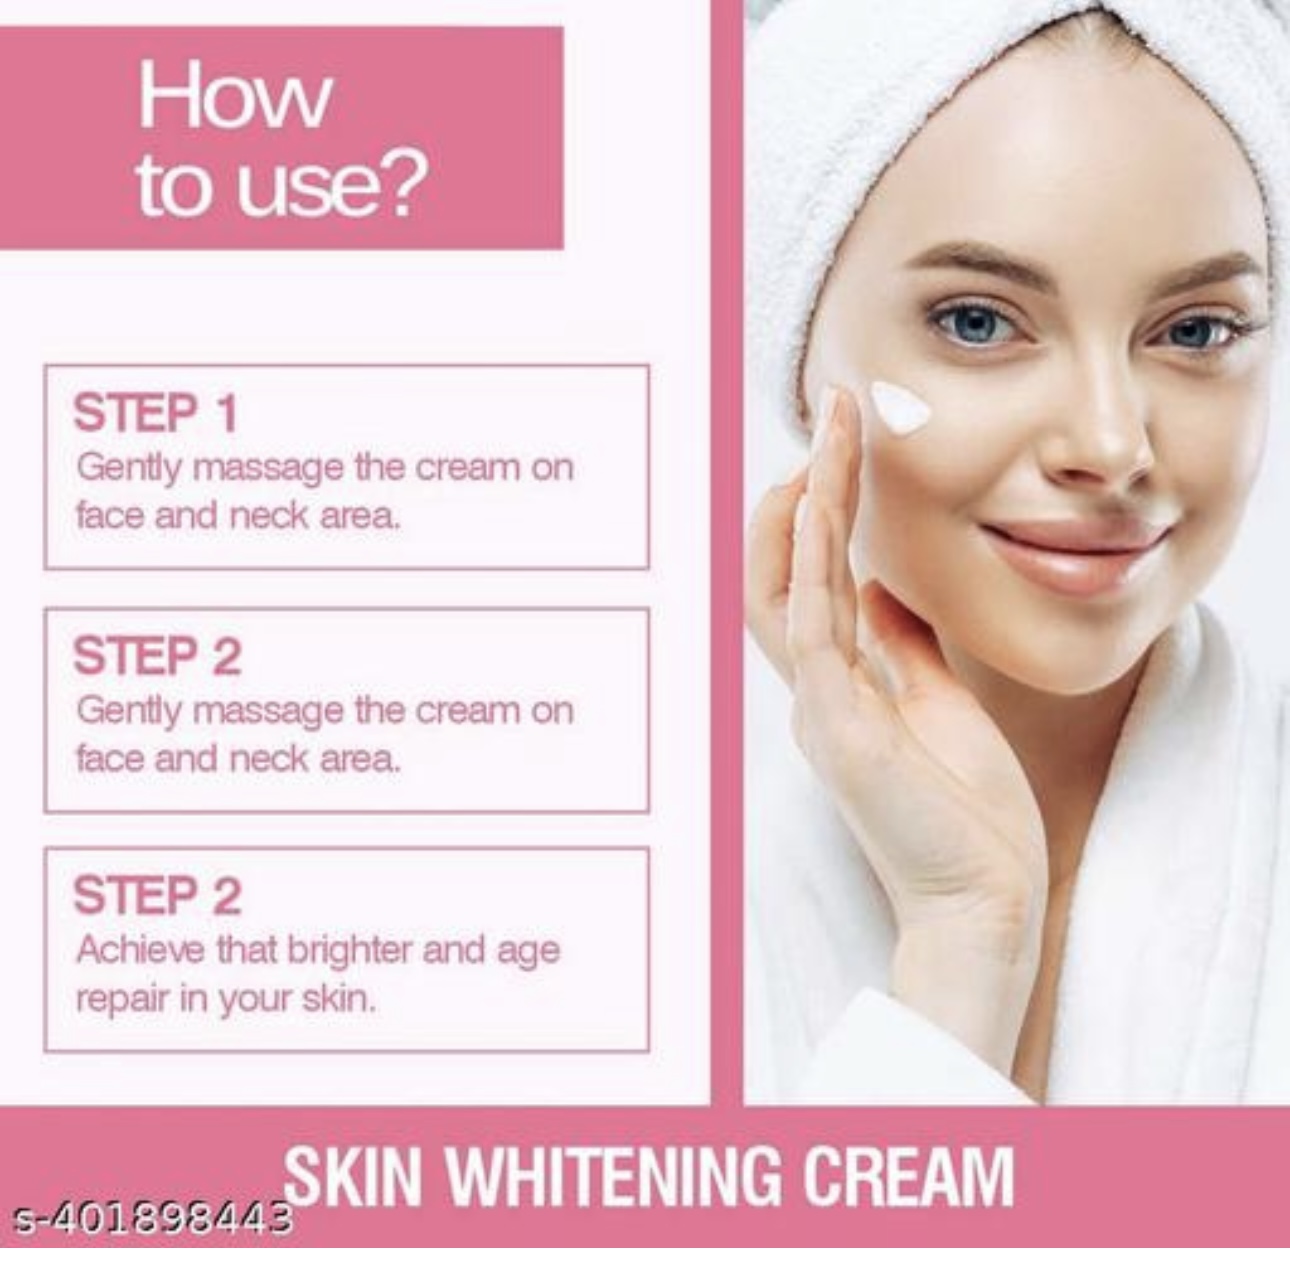 How
to use?
STEP 1
Gently massage the cream on
face and neck area.
STEP 2
Gently massage the cream on
face and neck area.
STEP 2
Achieve that brighter and age
repair in your skin.
SKIN WHITENING CREAM
s-401898443